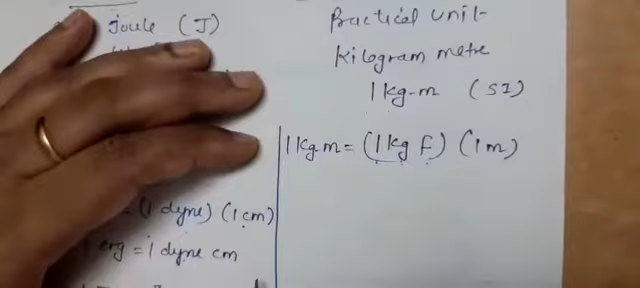 joule (J)
= (1 dyne) (1 cm)
erg = 1 dyne cm
Practical unit-
kilogram metre
1 kg-m (SI)
1 kg m = (1 kg F) (1 m)